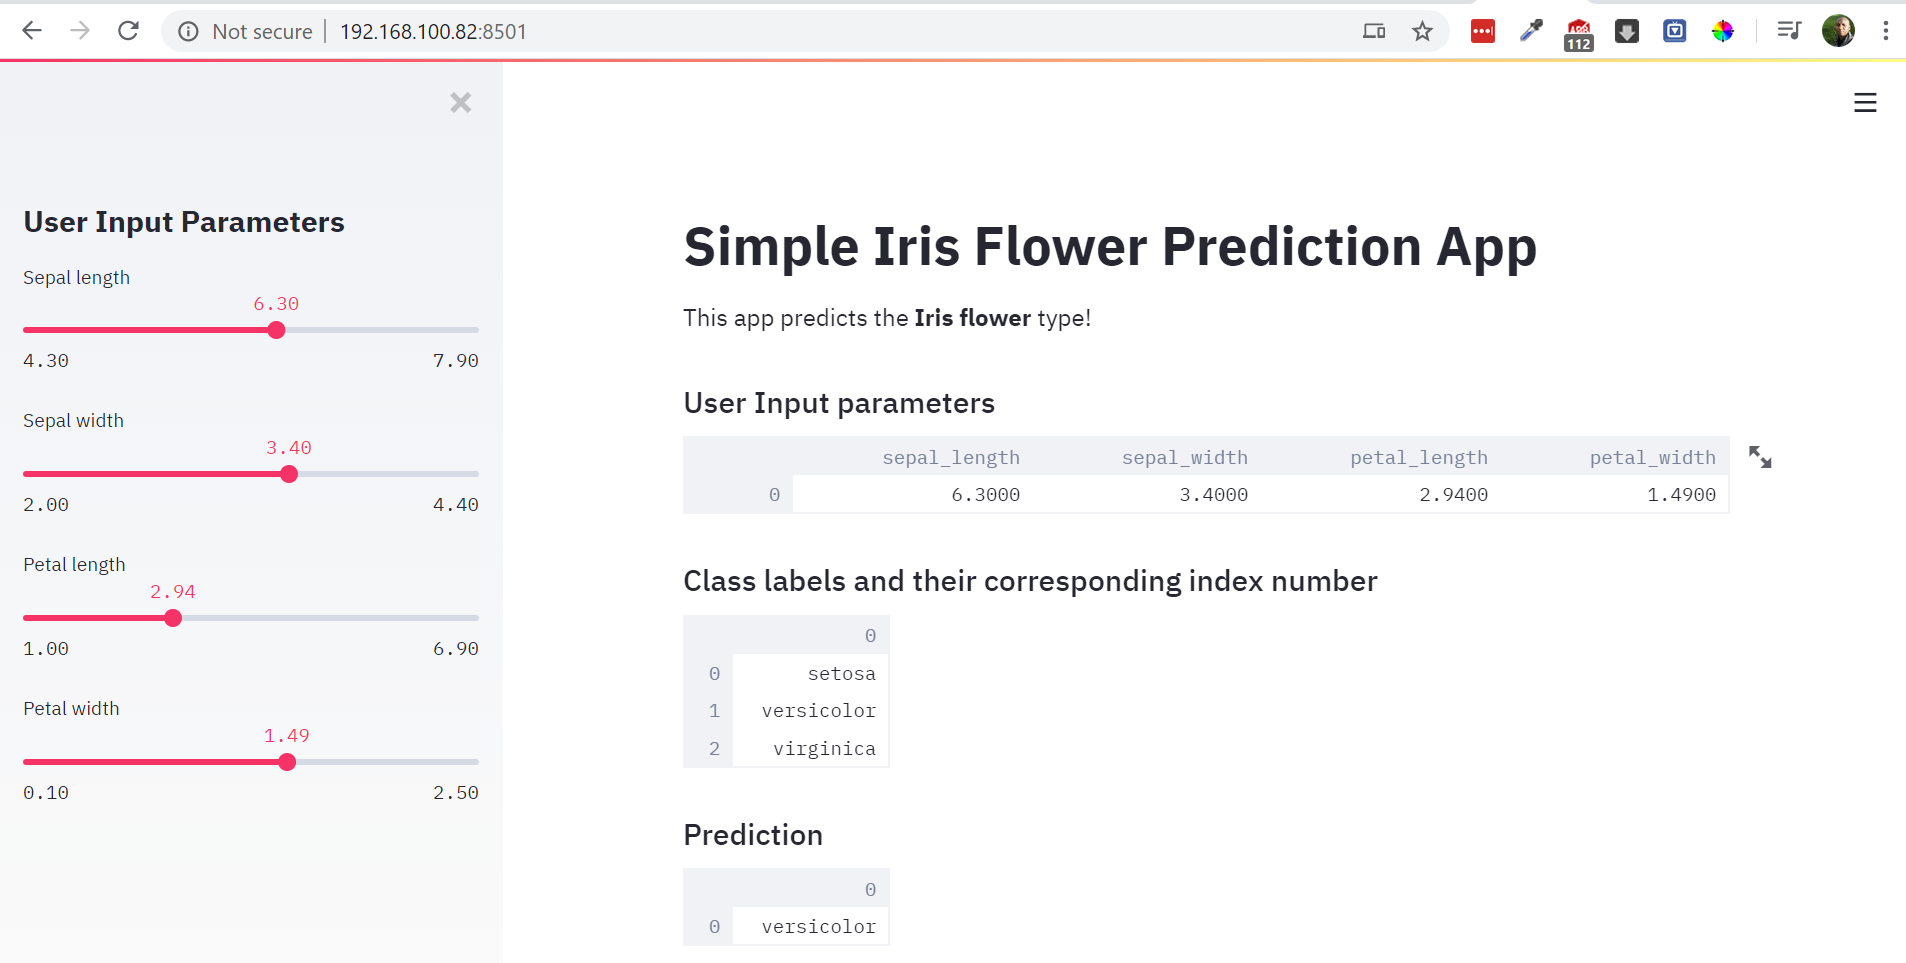 Not secure | 192.168.100.82:8501
112
User Input Parameters
Sepal length
6.30
4.30 7.90
Sepal width
3.40
2.00 4.40
Petal length
2.94
1.00 6.90
Petal width
1.49
0.10 2.50
Simple Iris Flower Prediction App
This app predicts the Iris flower type!
User Input parameters
sepal_length sepal_width petal_length petal_width
0 6.3000 3.4000 2.9400 1.4900
Class labels and their corresponding index number
0
0 setosa
1 versicolor
2 virginica
Prediction
0
0 versicolor